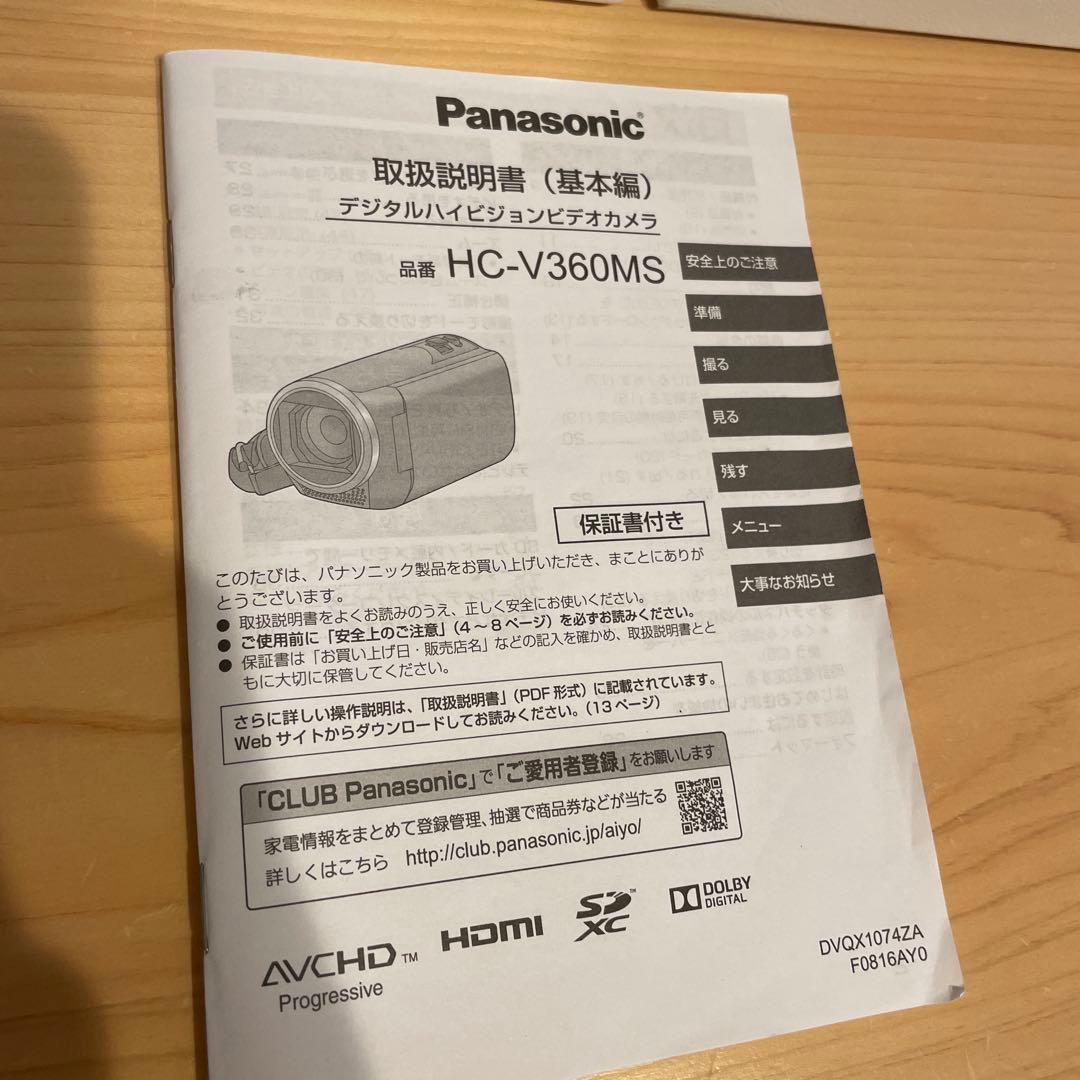 Panasonic®
取扱説明書（基本編）
デジタルハイビジョンビデオカメラ
品番 HC-V360MS
安全上のご注意
準備
撮る
見る
残す
メニュー
大事なお知らせ
保証書付き
このたびは、パナソニック製品をお買い上げいただき、まことにありが
とうございます。
● 取扱説明書をよくお読みのうえ、正しく安全にお使いください。
● ご使用前に「安全上のご注意」（4～8ページ）を必ずお読みください。
● 保証書は「お買い上げ日・販売店名」などの記入を確かめ、取扱説明書とと
もに大切に保管してください。
さらに詳しい操作説明は、「取扱説明書」（PDF 形式）に記載されています。
Web サイトからダウンロードしてお読みください。（13ページ）
「CLUB Panasonic」で「ご愛用者登録」をお願いします
家電情報をまとめて登録管理、抽選で商品券などが当たる
詳しくはこちら http://club.panasonic.jp/aiyo/
AVCHD™
Progressive
HDMI
SD™
XC
DOLBY
DIGITAL
DVQX1074ZA
F0816AY0